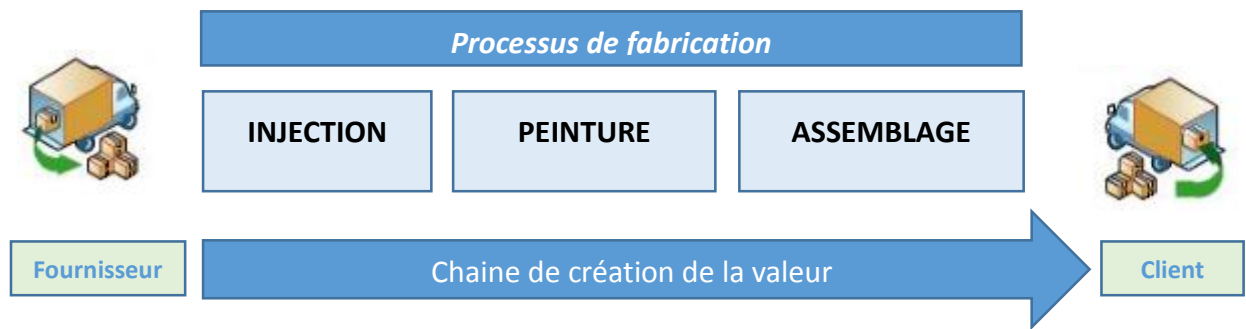 Processus de fabrication
INJECTION
PEINTURE
ASSEMBLAGE
Fournisseur
Chaine de création de la valeur
Client